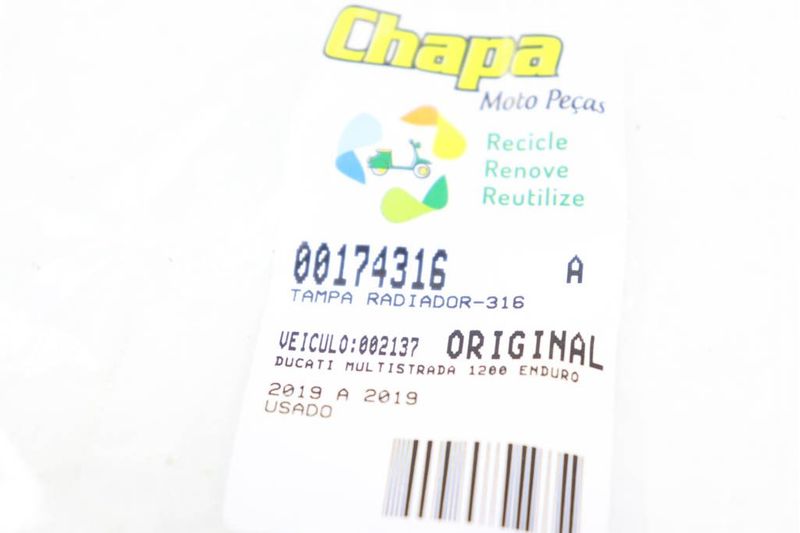 Chapa
Moto Peças
Recicle
Renove
Reutilize
00174316 A
TAMPA RADIADOR-316
VEICULO:002137 ORIGINAL
DUCATI MULTISTRADA 1200 ENDURO
2019 A 2019
USADO